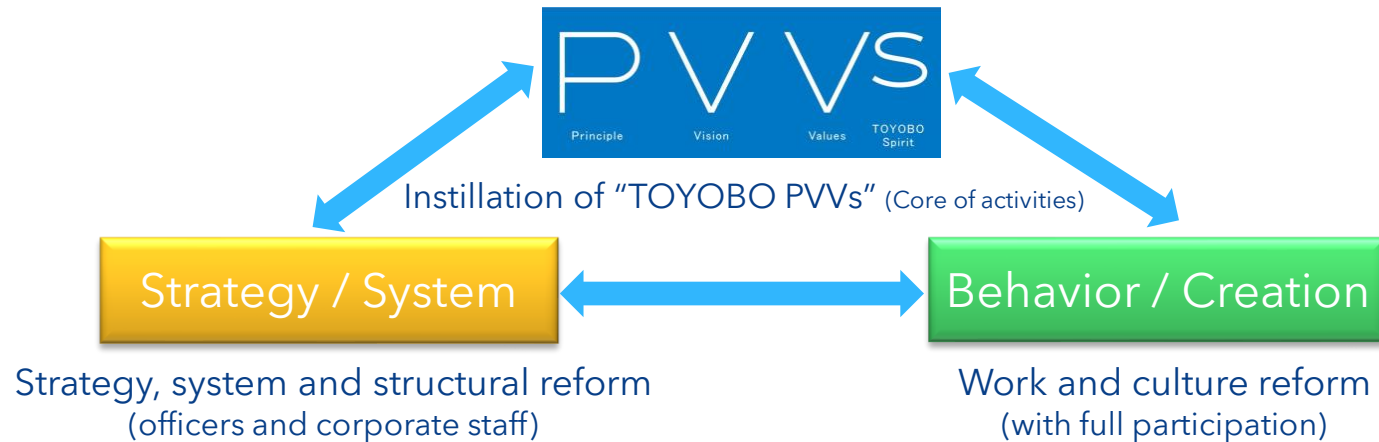 P V Vs
Principle Vision Values TOYOBO Spirit
Instillation of “TOYOBO PVVs” (Core of activities)
Strategy / System
Behavior / Creation
Strategy, system and structural reform
(officers and corporate staff)
Work and culture reform
(with full participation)